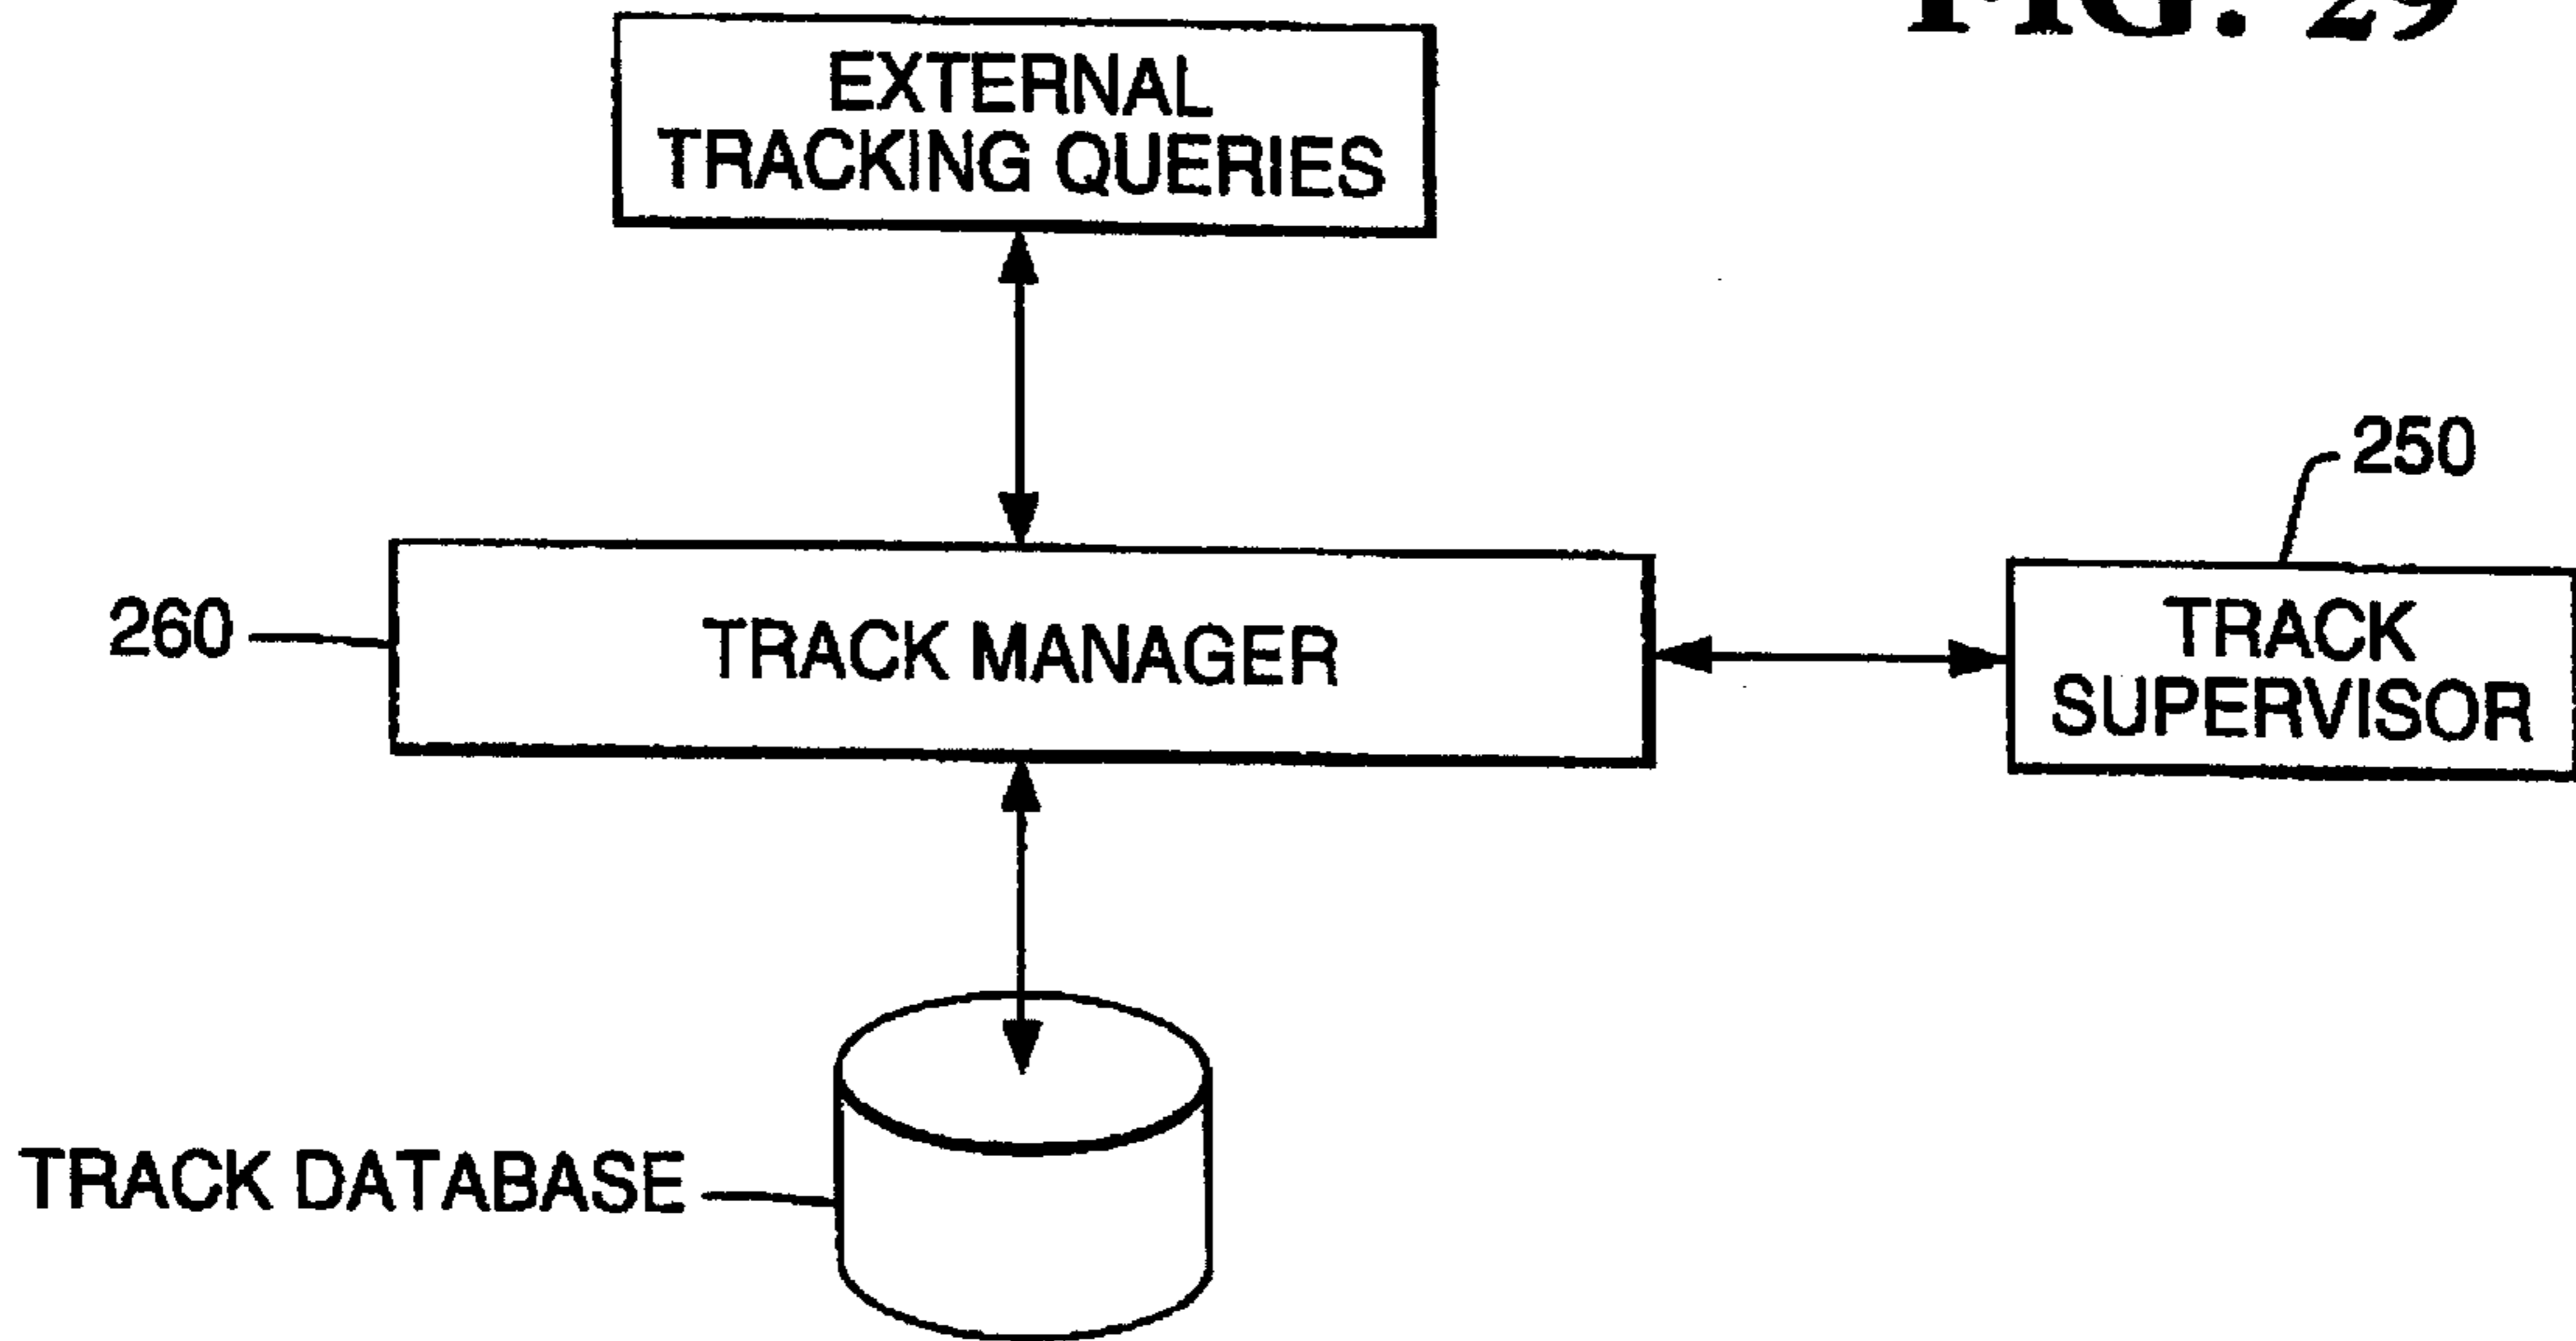 FIG. 29
EXTERNAL
TRACKING QUERIES
250
260
TRACK MANAGER
TRACK
SUPERVISOR
TRACK DATABASE